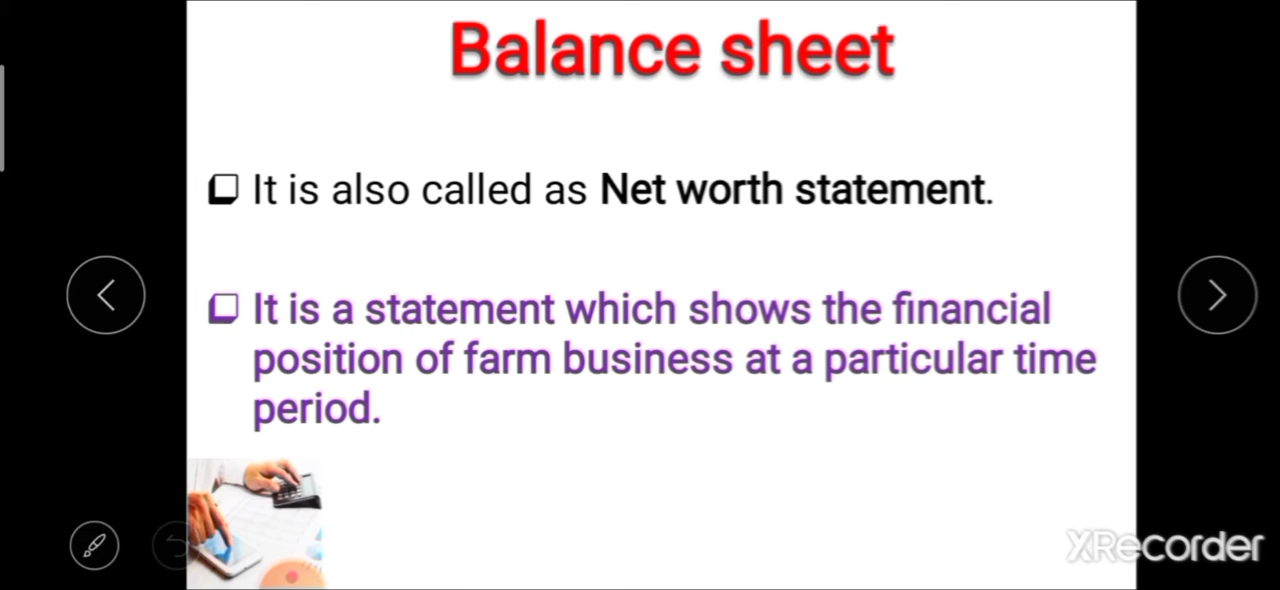 Balance sheet
It is also called as Net worth statement.
It is a statement which shows the financial
position of farm business at a particular time
period.
XRecorder